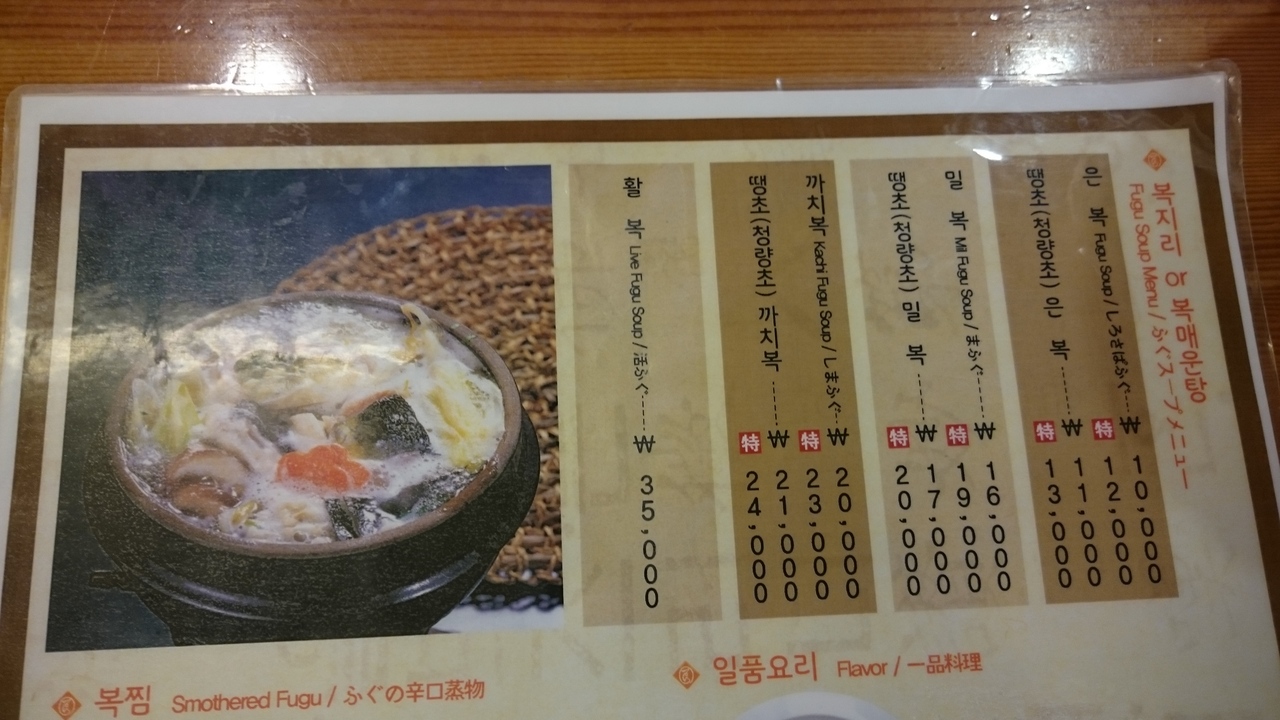 복지리 or 복매운탕
Fugu Soup Menu / ふぐスープメニュー
은 복 Fugu Soup / しろさばふぐ ₩ 10,000
特 12,000
땡초(청량초) 은 복 ₩ 11,000
特 13,000
밀 복 Mil Fugu Soup / まふぐ ₩ 16,000
特 19,000
땡초(청량초) 밀 복 ₩ 17,000
特 20,000
까치복 Kachi Fugu Soup / しまふぐ ₩ 20,000
特 23,000
땡초(청량초) 까치복 ₩ 21,000
特 24,000
활 복 Live Fugu Soup / 活ふぐ ₩ 35,000
복찜 Smothered Fugu / ふぐの辛口蒸物
일품요리 Flavor / 一品料理